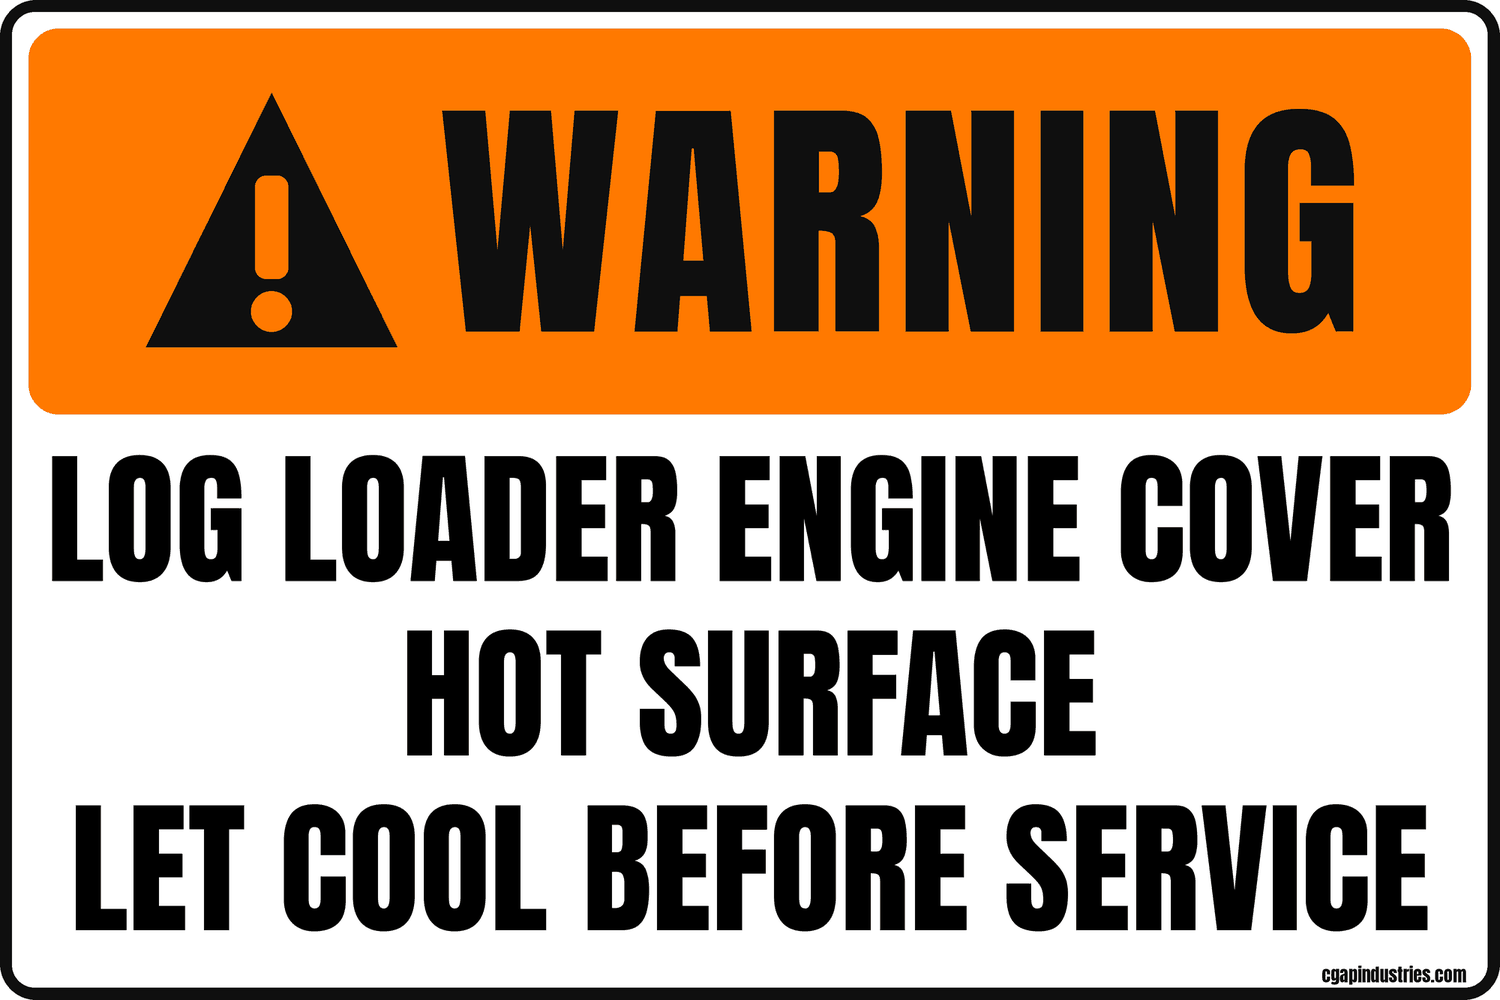 WARNING
LOG LOADER ENGINE COVER
HOT SURFACE
LET COOL BEFORE SERVICE
cgapindustries.com